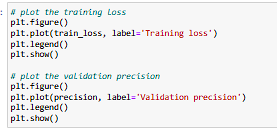 # plot the training loss
plt.figure()
plt.plot(train_loss, label='Training loss')
plt.legend()
plt.show()

# plot the validation precision
plt.figure()
plt.plot(precision, label='Validation precision')
plt.legend()
plt.show()